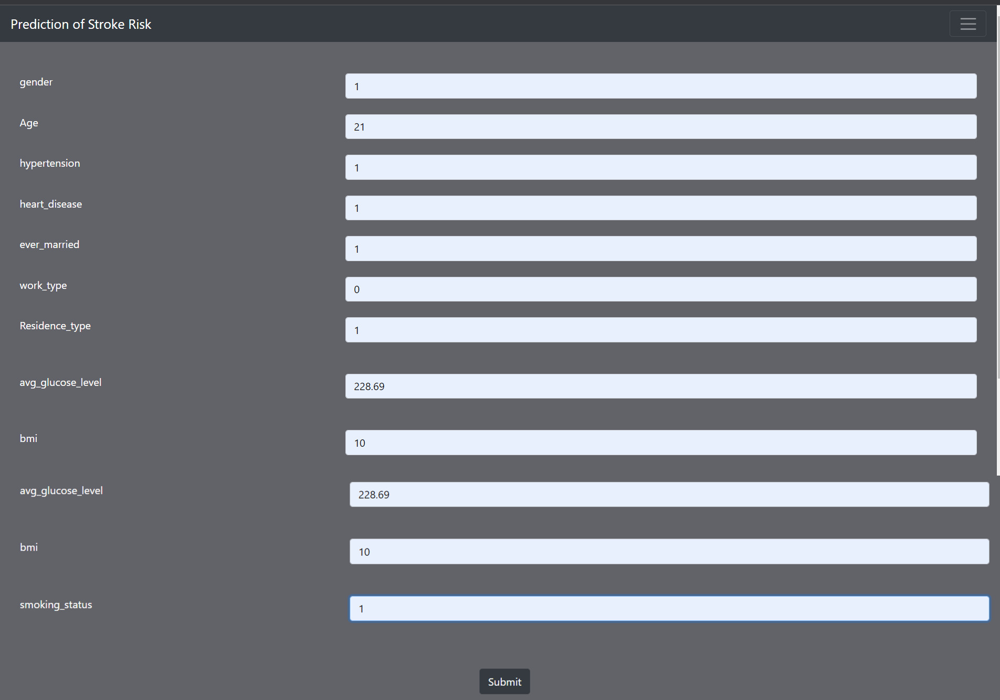 Prediction of Stroke Risk
gender 1
Age 21
hypertension 1
heart_disease 1
ever_married 1
work_type 0
Residence_type 1
avg_glucose_level 228.69
bmi 10
avg_glucose_level 228.69
bmi 10
smoking_status 1
Submit